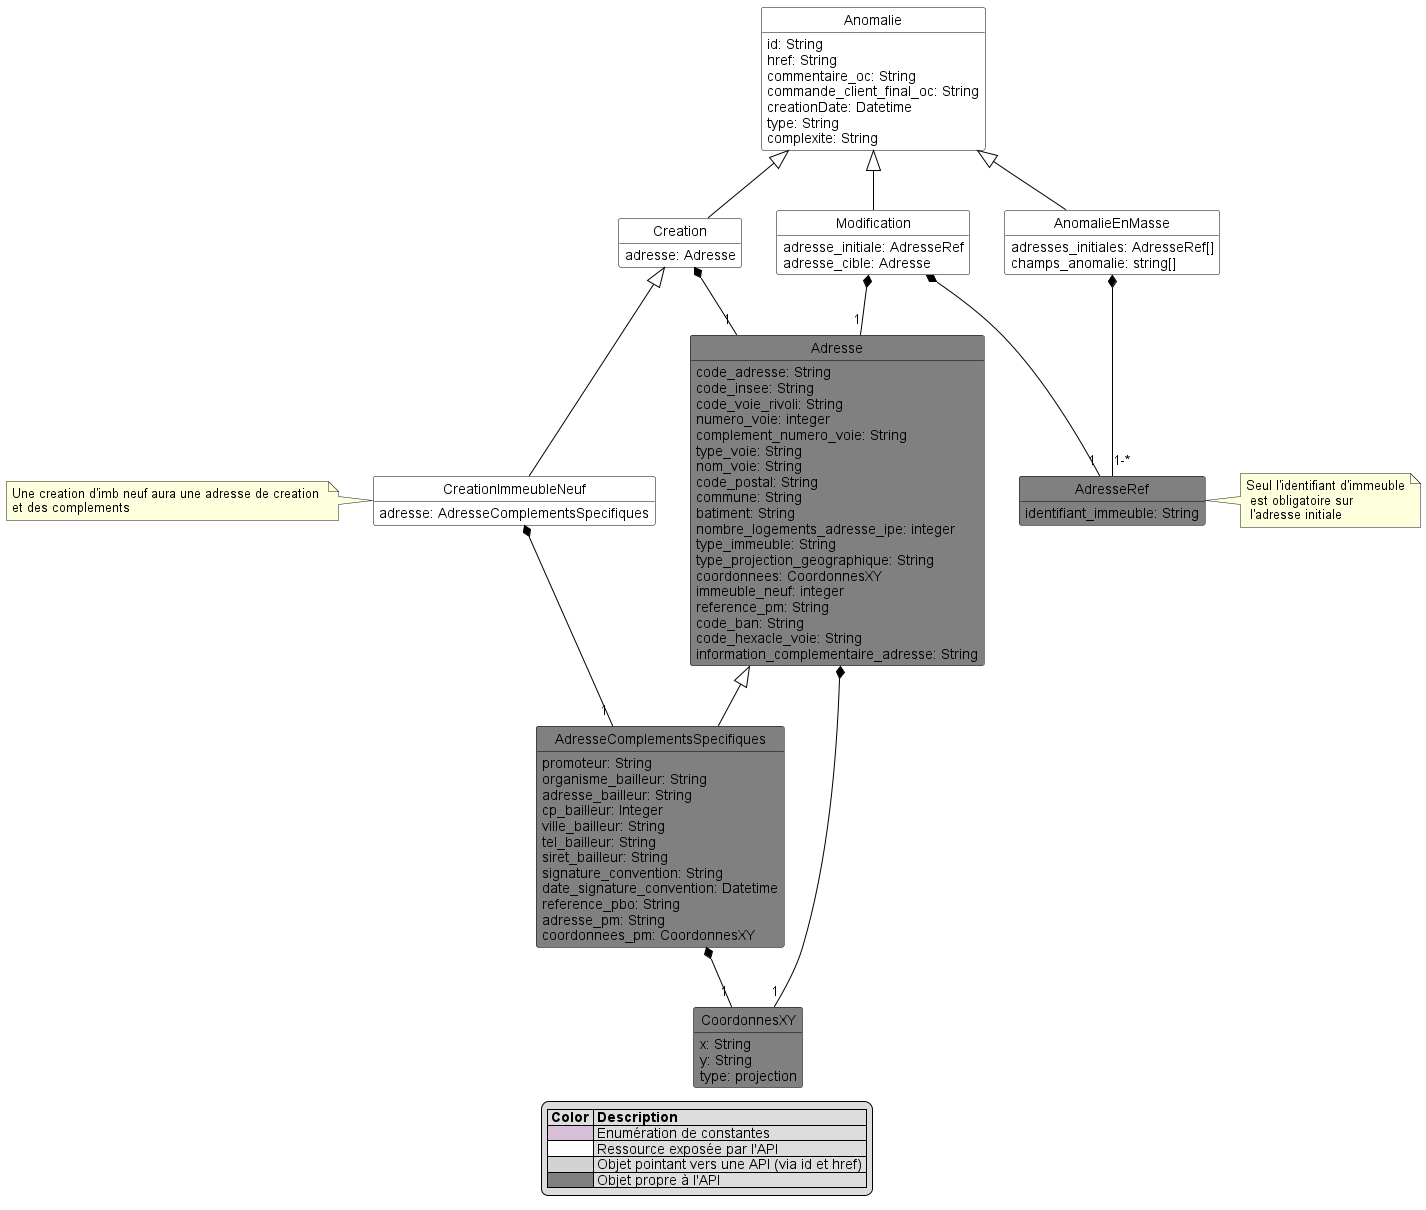 Anomalie
id: String
href: String
commentaire_oc: String
commande_client_final_oc: String
creationDate: Datetime
type: String
complexite: String
Creation
adresse: Adresse
Modification
adresse_initiale: AdresseRef
adresse_cible: Adresse
AnomalieEnMasse
adresses_initiales: AdresseRef[]
champs_anomalie: string[]
1
1
Adresse
code_adresse: String
code_insee: String
code_voie_rivoli: String
numero_voie: integer
complement_numero_voie: String
type_voie: String
nom_voie: String
code_postal: String
commune: String
batiment: String
nombre_logements_adresse_ipe: integer
type_immeuble: String
type_projection_geographique: String
coordonnees: CoordonnesXY
immeuble_neuf: integer
reference_pm: String
code_ban: String
code_hexacle_voie: String
information_complementaire_adresse: String
1
1-*
Une creation d'imb neuf aura une adresse de creation
et des complements
CreationImmeubleNeuf
adresse: AdresseComplementsSpecifiques
AdresseRef
identifiant_immeuble: String
Seul l'identifiant d'immeuble
est obligatoire sur
l'adresse initiale
1
AdresseComplementsSpecifiques
promoteur: String
organisme_bailleur: String
adresse_bailleur: String
cp_bailleur: Integer
ville_bailleur: String
tel_bailleur: String
siret_bailleur: String
signature_convention: String
date_signature_convention: Datetime
reference_pbo: String
adresse_pm: String
coordonnees_pm: CoordonnesXY
1
1
CoordonnesXY
x: String
y: String
type: projection
Color Description
Enumération de constantes
Ressource exposée par l'API
Objet pointant vers une API (via id et href)
Objet propre à l'API